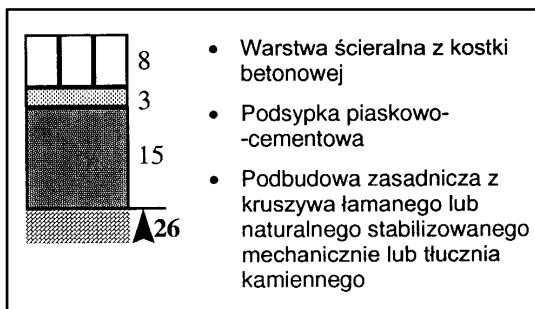 8
3
15
26
• Warstwa ścieralna z kostki
betonowej
• Podsypka piaskowo-
-cementowa
• Podbudowa zasadnicza z
kruszywa łamanego lub
naturalnego stabilizowanego
mechanicznie lub tłucznia
kamiennego